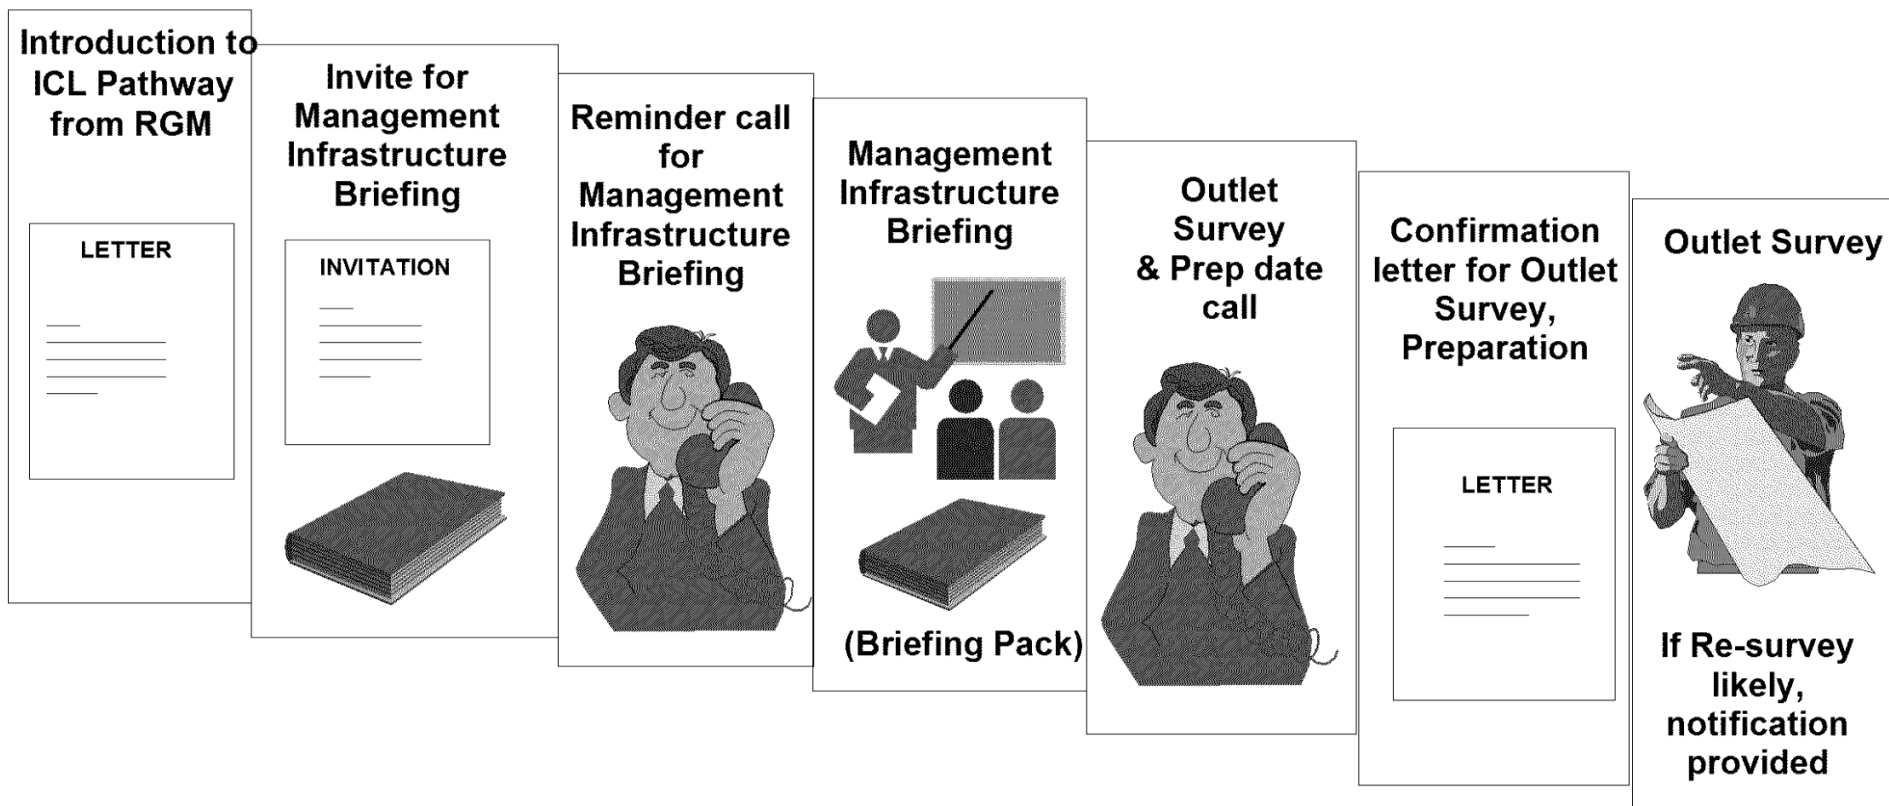 Introduction to
ICL Pathway
from RGM
LETTER
Invite for
Management
Infrastructure
Briefing
INVITATION
Reminder call
for
Management
Infrastructure
Briefing
Management
Infrastructure
Briefing
(Briefing Pack)
Outlet
Survey
& Prep date
call
Confirmation
letter for Outlet
Survey,
Preparation
LETTER
Outlet Survey
If Re-survey
likely,
notification
provided